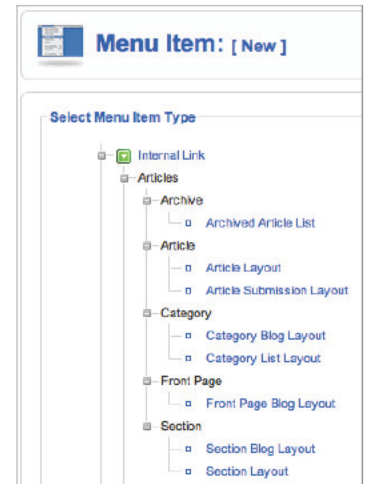 Menu Item: [ New ]
Select Menu Item Type
Internal Link
Articles
Archive
Archived Article List
Article
Article Layout
Article Submission Layout
Category
Category Blog Layout
Category List Layout
Front Page
Front Page Blog Layout
Section
Section Blog Layout
Section Layout